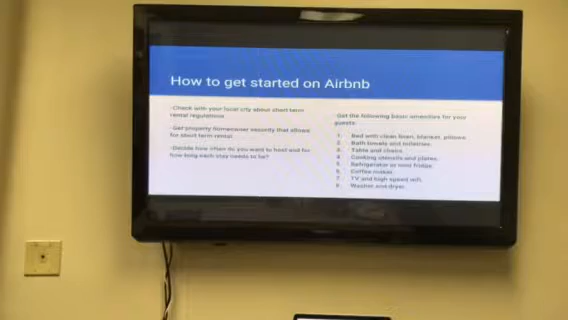 How to get started on Airbnb
-Check with your local city about short term
rental regulations
-Get property homeowner security that allows
for short term rental.
-Decide how often do you want to host and for
how long each stay needs to be?
Get the following basic amenities for your
guests:
1. Bed with clean linen, blanket, pillows
2. Bath towels and toiletries.
3. Table and chairs.
4. Cooking utensils and plates.
5. Refrigerator or mini fridge.
6. Coffee maker.
7. TV and high speed wifi.
8. Washer and dryer.